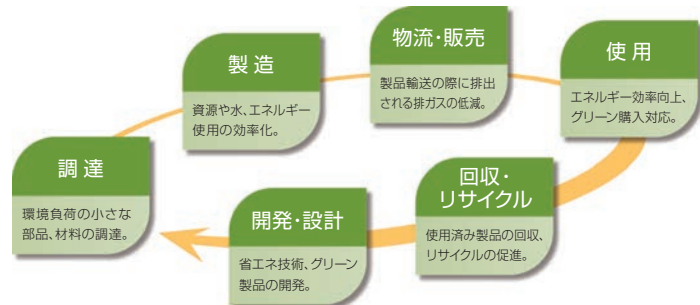 調達
環境負荷の小さな
部品、材料の調達。
製造
資源や水、エネルギー
使用の効率化。
物流・販売
製品輸送の際に排出
される排ガスの低減。
使用
エネルギー効率向上、
グリーン購入対応。
回収・
リサイクル
使用済み製品の回収、
リサイクルの促進。
開発・設計
省エネ技術、グリーン
製品の開発。